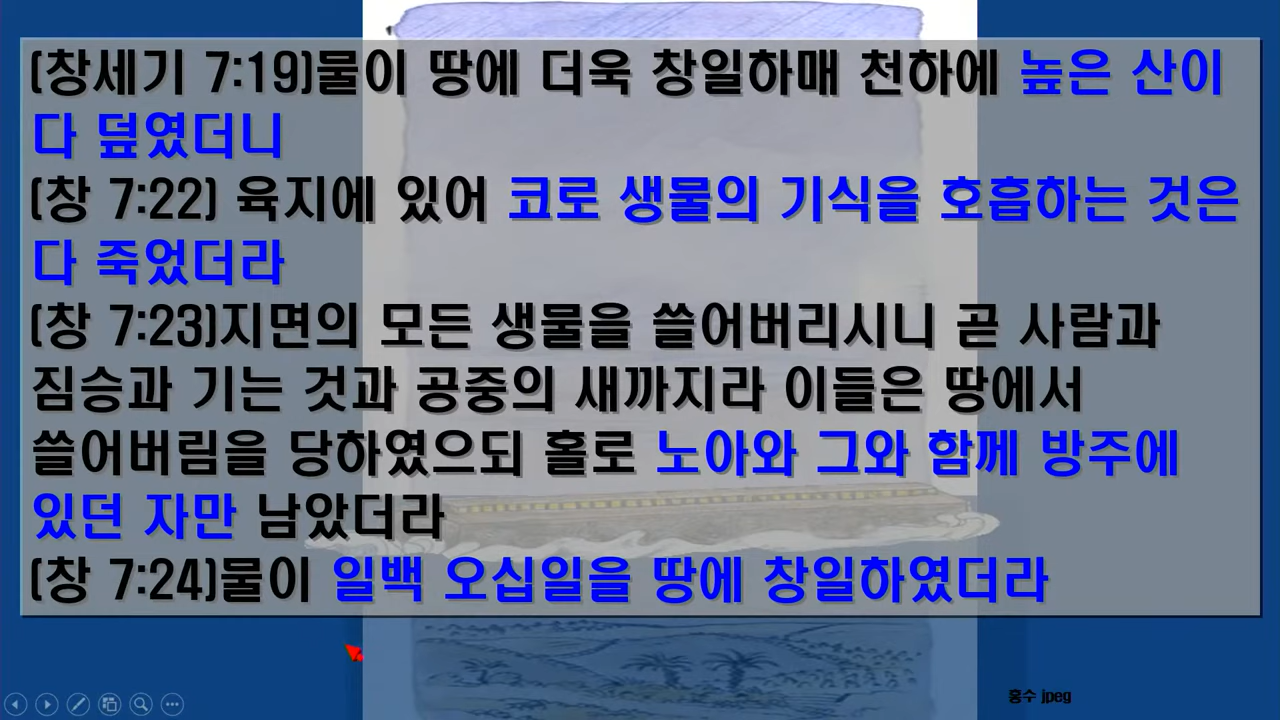 (창세기 7:19)물이 땅에 더욱 창일하매 천하에 높은 산이
다 덮였더니
(창 7:22) 육지에 있어 코로 생물의 기식을 호흡하는 것은
다 죽었더라
(창 7:23)지면의 모든 생물을 쓸어버리시니 곧 사람과
짐승과 기는 것과 공중의 새까지라 이들은 땅에서
쓸어버림을 당하였으되 홀로 노아와 그와 함께 방주에
있던 자만 남았더라
(창 7:24)물이 일백 오십일을 땅에 창일하였더라
홍수 jpeg